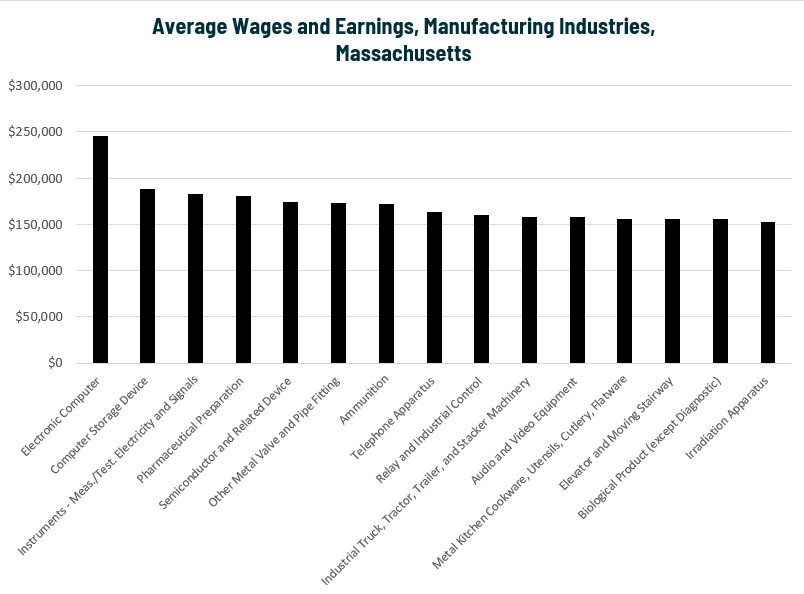 Average Wages and Earnings, Manufacturing Industries,
Massachusetts
$300,000
$250,000
$200,000
$150,000
$100,000
$50,000
$0
Electronic Computer
Computer Storage Device
Instruments - Meas./Test. Electricity and Signals
Pharmaceutical Preparation
Semiconductor and Related Device
Other Metal Valve and Pipe Fitting
Ammunition
Telephone Apparatus
Relay and Industrial Control
Industrial Truck, Tractor, Trailer, and Stacker Machinery
Audio and Video Equipment
Metal Kitchen Cookware, Utensils, Cutlery, Flatware
Elevator and Moving Stairway
Biological Product (except Diagnostic)
Irradiation Apparatus